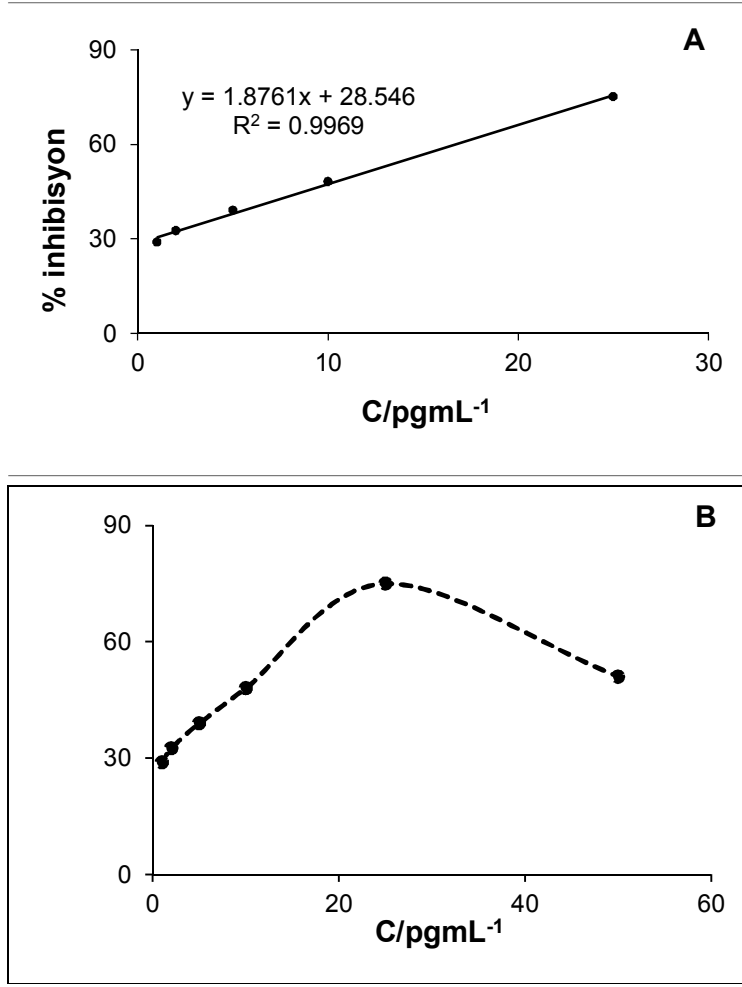 A
90
60
30
0
% inhibisyon
y = 1.8761x + 28.546
R² = 0.9969
0 10 20 30
C/pgmL⁻¹
B
90
60
30
0
0 20 40 60
C/pgmL⁻¹